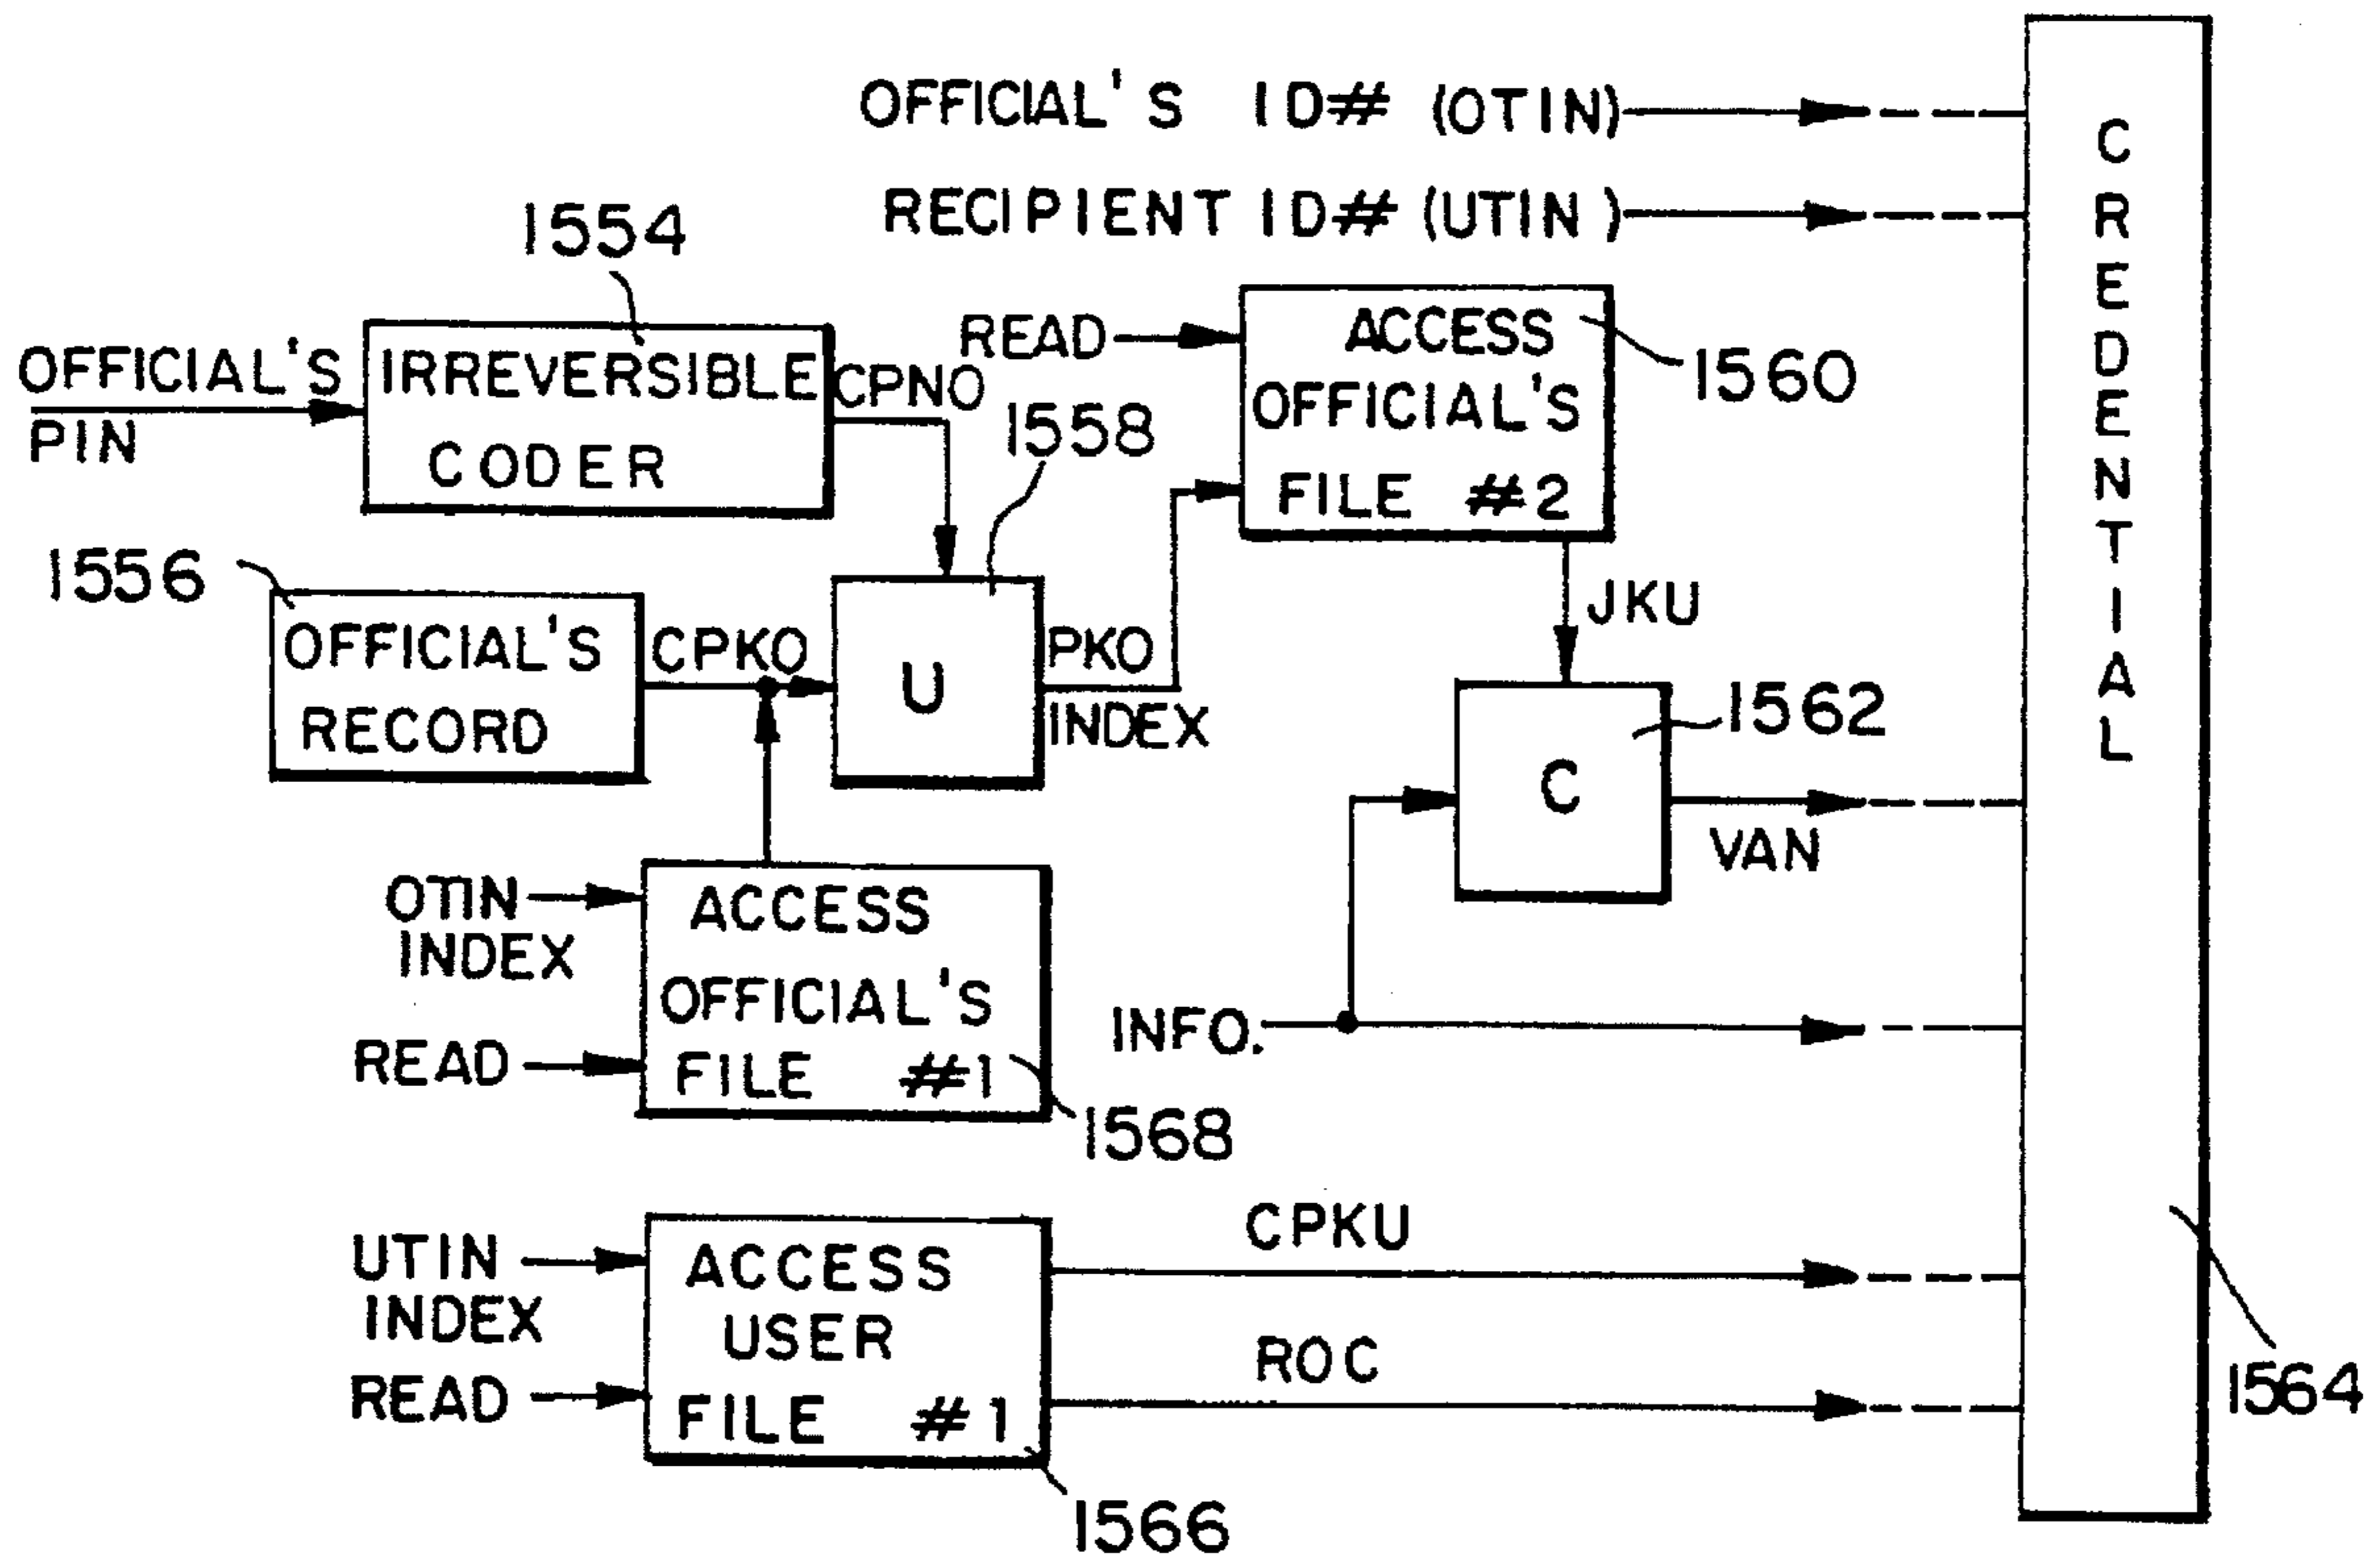 OFFICIAL'S ID# (OTIN)
RECIPIENT ID# (UTIN)
CREDENTIAL
1554
OFFICIAL'S
PIN
IRREVERSIBLE
CODER
CPNO
READ
ACCESS
OFFICIAL'S
FILE #2
1560
1558
1556
OFFICIAL'S
RECORD
CPKO
U
PKO
INDEX
JKU
1562
C
VAN
OTIN
INDEX
READ
ACCESS
OFFICIAL'S
FILE #1
1568
INFO.
UTIN
INDEX
READ
ACCESS
USER
FILE #1
1566
CPKU
ROC
1564